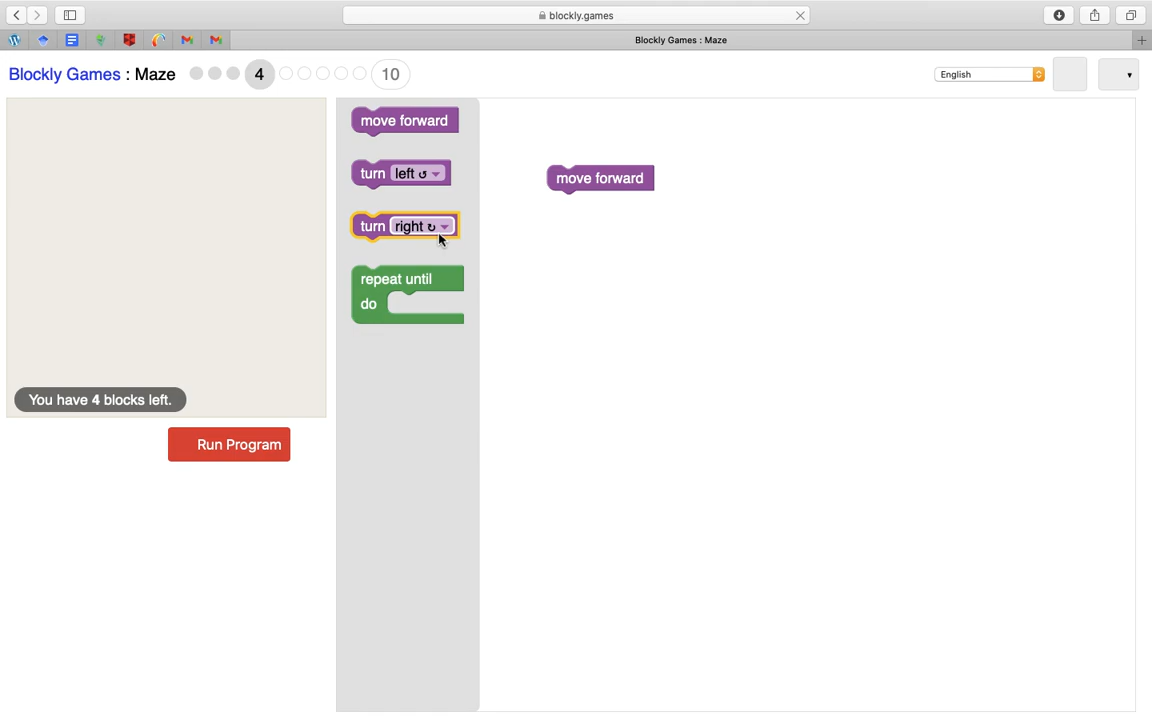 blockly.games
Blockly Games : Maze
Blockly Games : Maze 4 10
English
move forward
turn left ↺
turn right ↻
repeat until
do
move forward
You have 4 blocks left.
Run Program